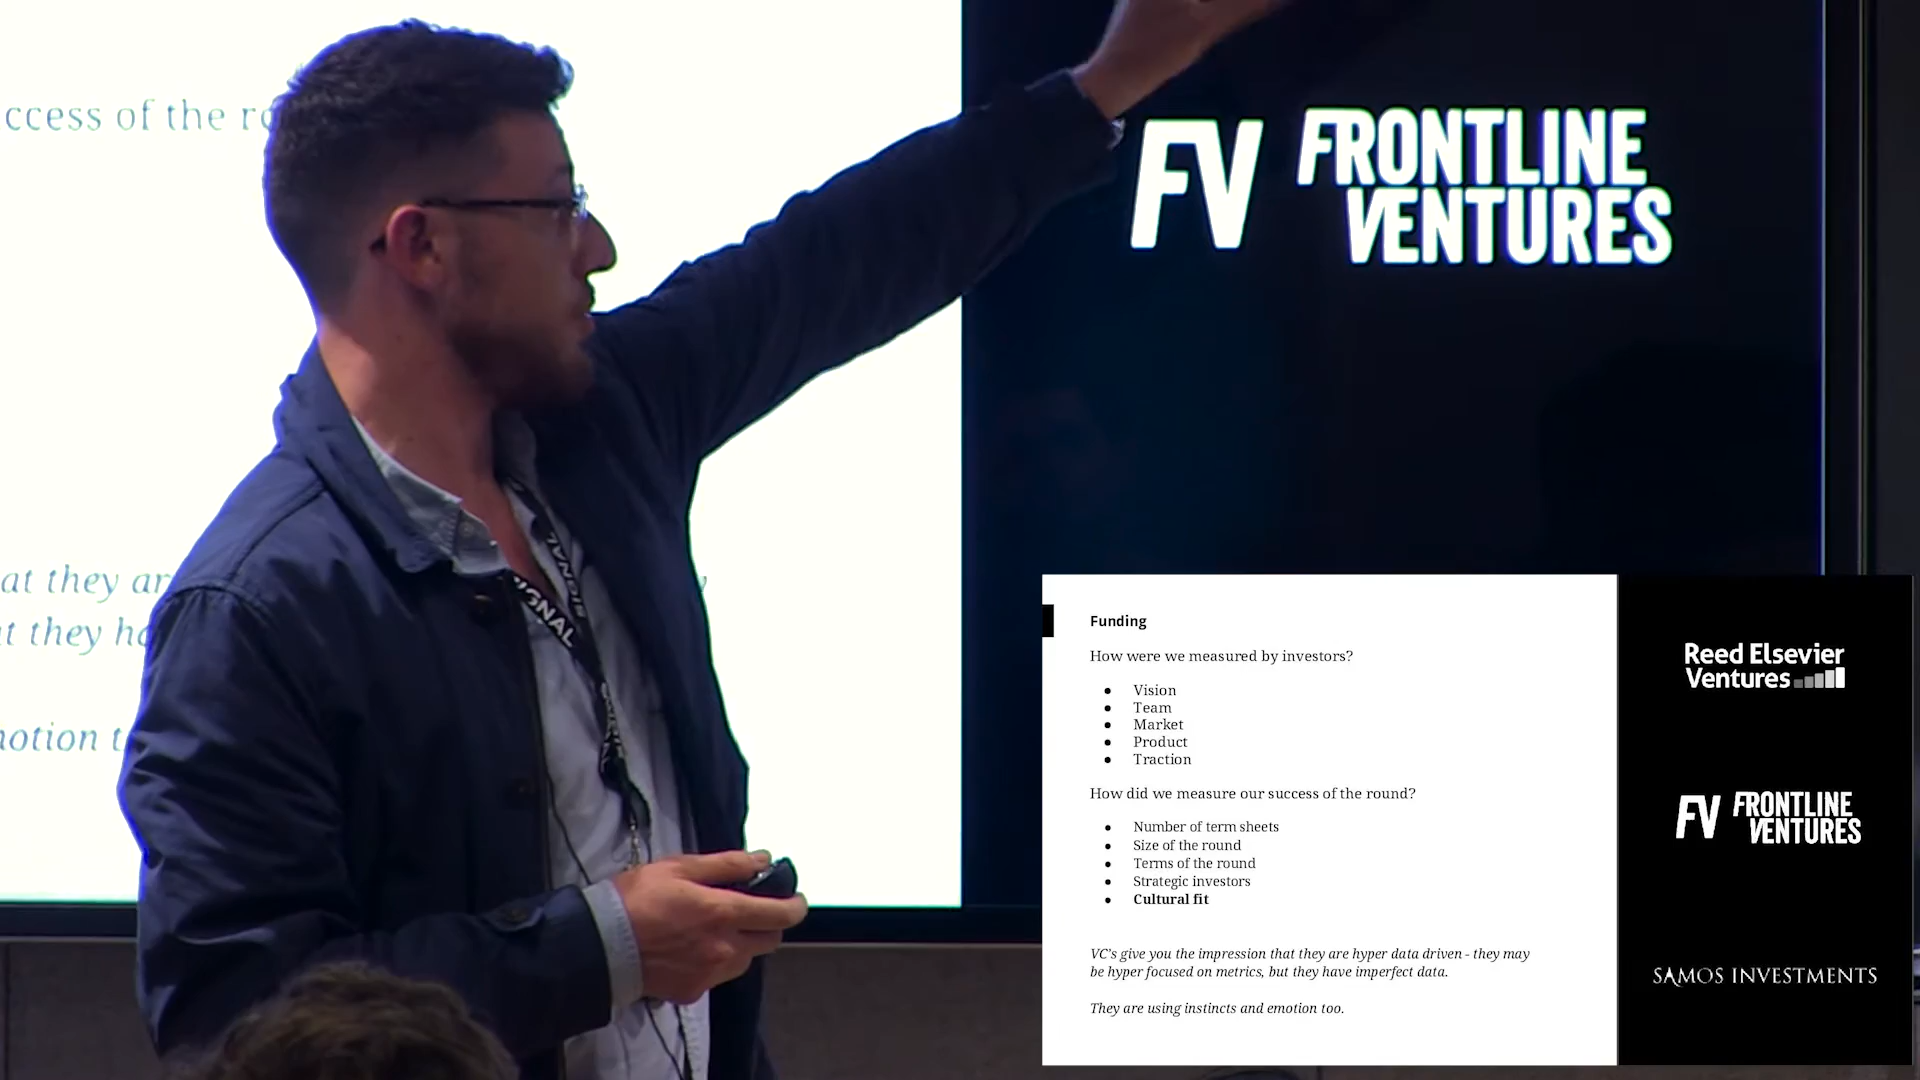 ccess of the ro
at they ar
t they ha
notion t
FV FRONTLINE
VENTURES
SIGNAL
SIGNAL
Funding
How were we measured by investors?
● Vision
● Team
● Market
● Product
● Traction
How did we measure our success of the round?
● Number of term sheets
● Size of the round
● Terms of the round
● Strategic investors
● Cultural fit
VC's give you the impression that they are hyper data driven - they may
be hyper focused on metrics, but they have imperfect data.
They are using instincts and emotion too.
Reed Elsevier
Ventures
FV FRONTLINE
VENTURES
SAMOS INVESTMENTS